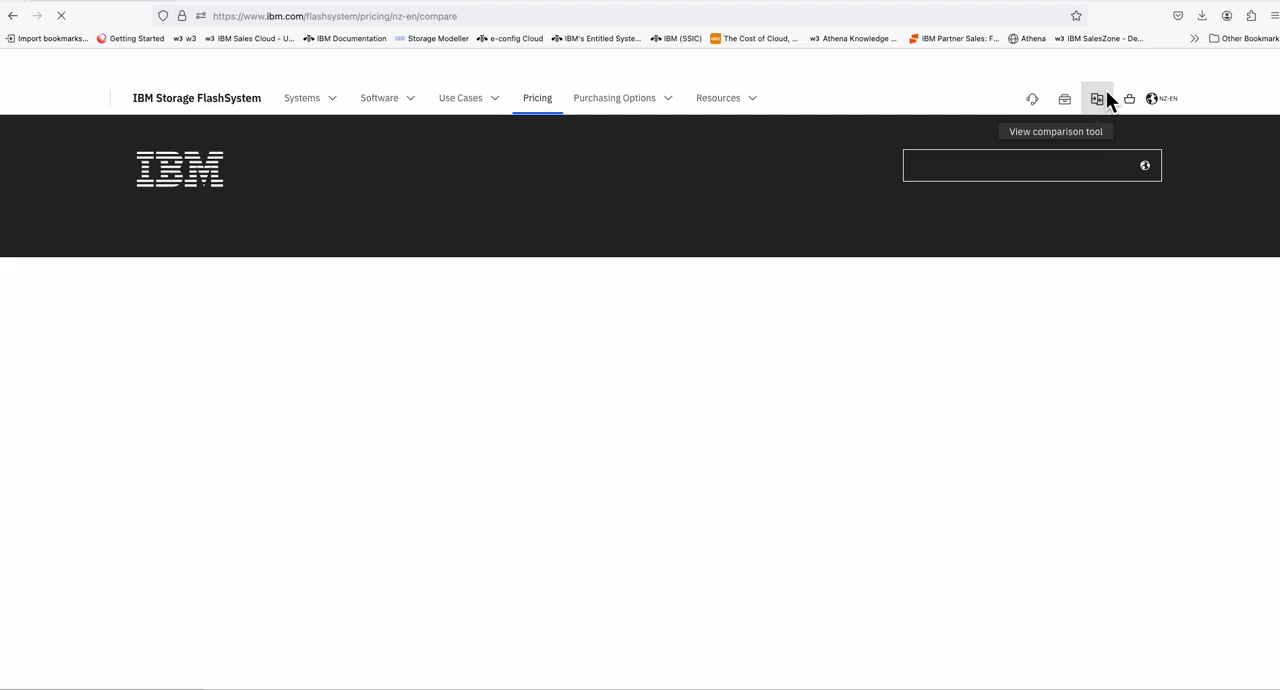 https://www.ibm.com/flashsystem/pricing/nz-en/compare
Import bookmarks... Getting Started w3 w3 w3 IBM Sales Cloud - U... IBM Documentation IBM Storage Modeller e-config Cloud IBM's Entitled Syste... IBM (SSIC) The Cost of Cloud, ... w3 Athena Knowledge ... IBM Partner Sales: F... Athena w3 IBM SalesZone - De... Other Bookmark
IBM Storage FlashSystem Systems Software Use Cases Pricing Purchasing Options Resources NZ-EN
View comparison tool
IBM